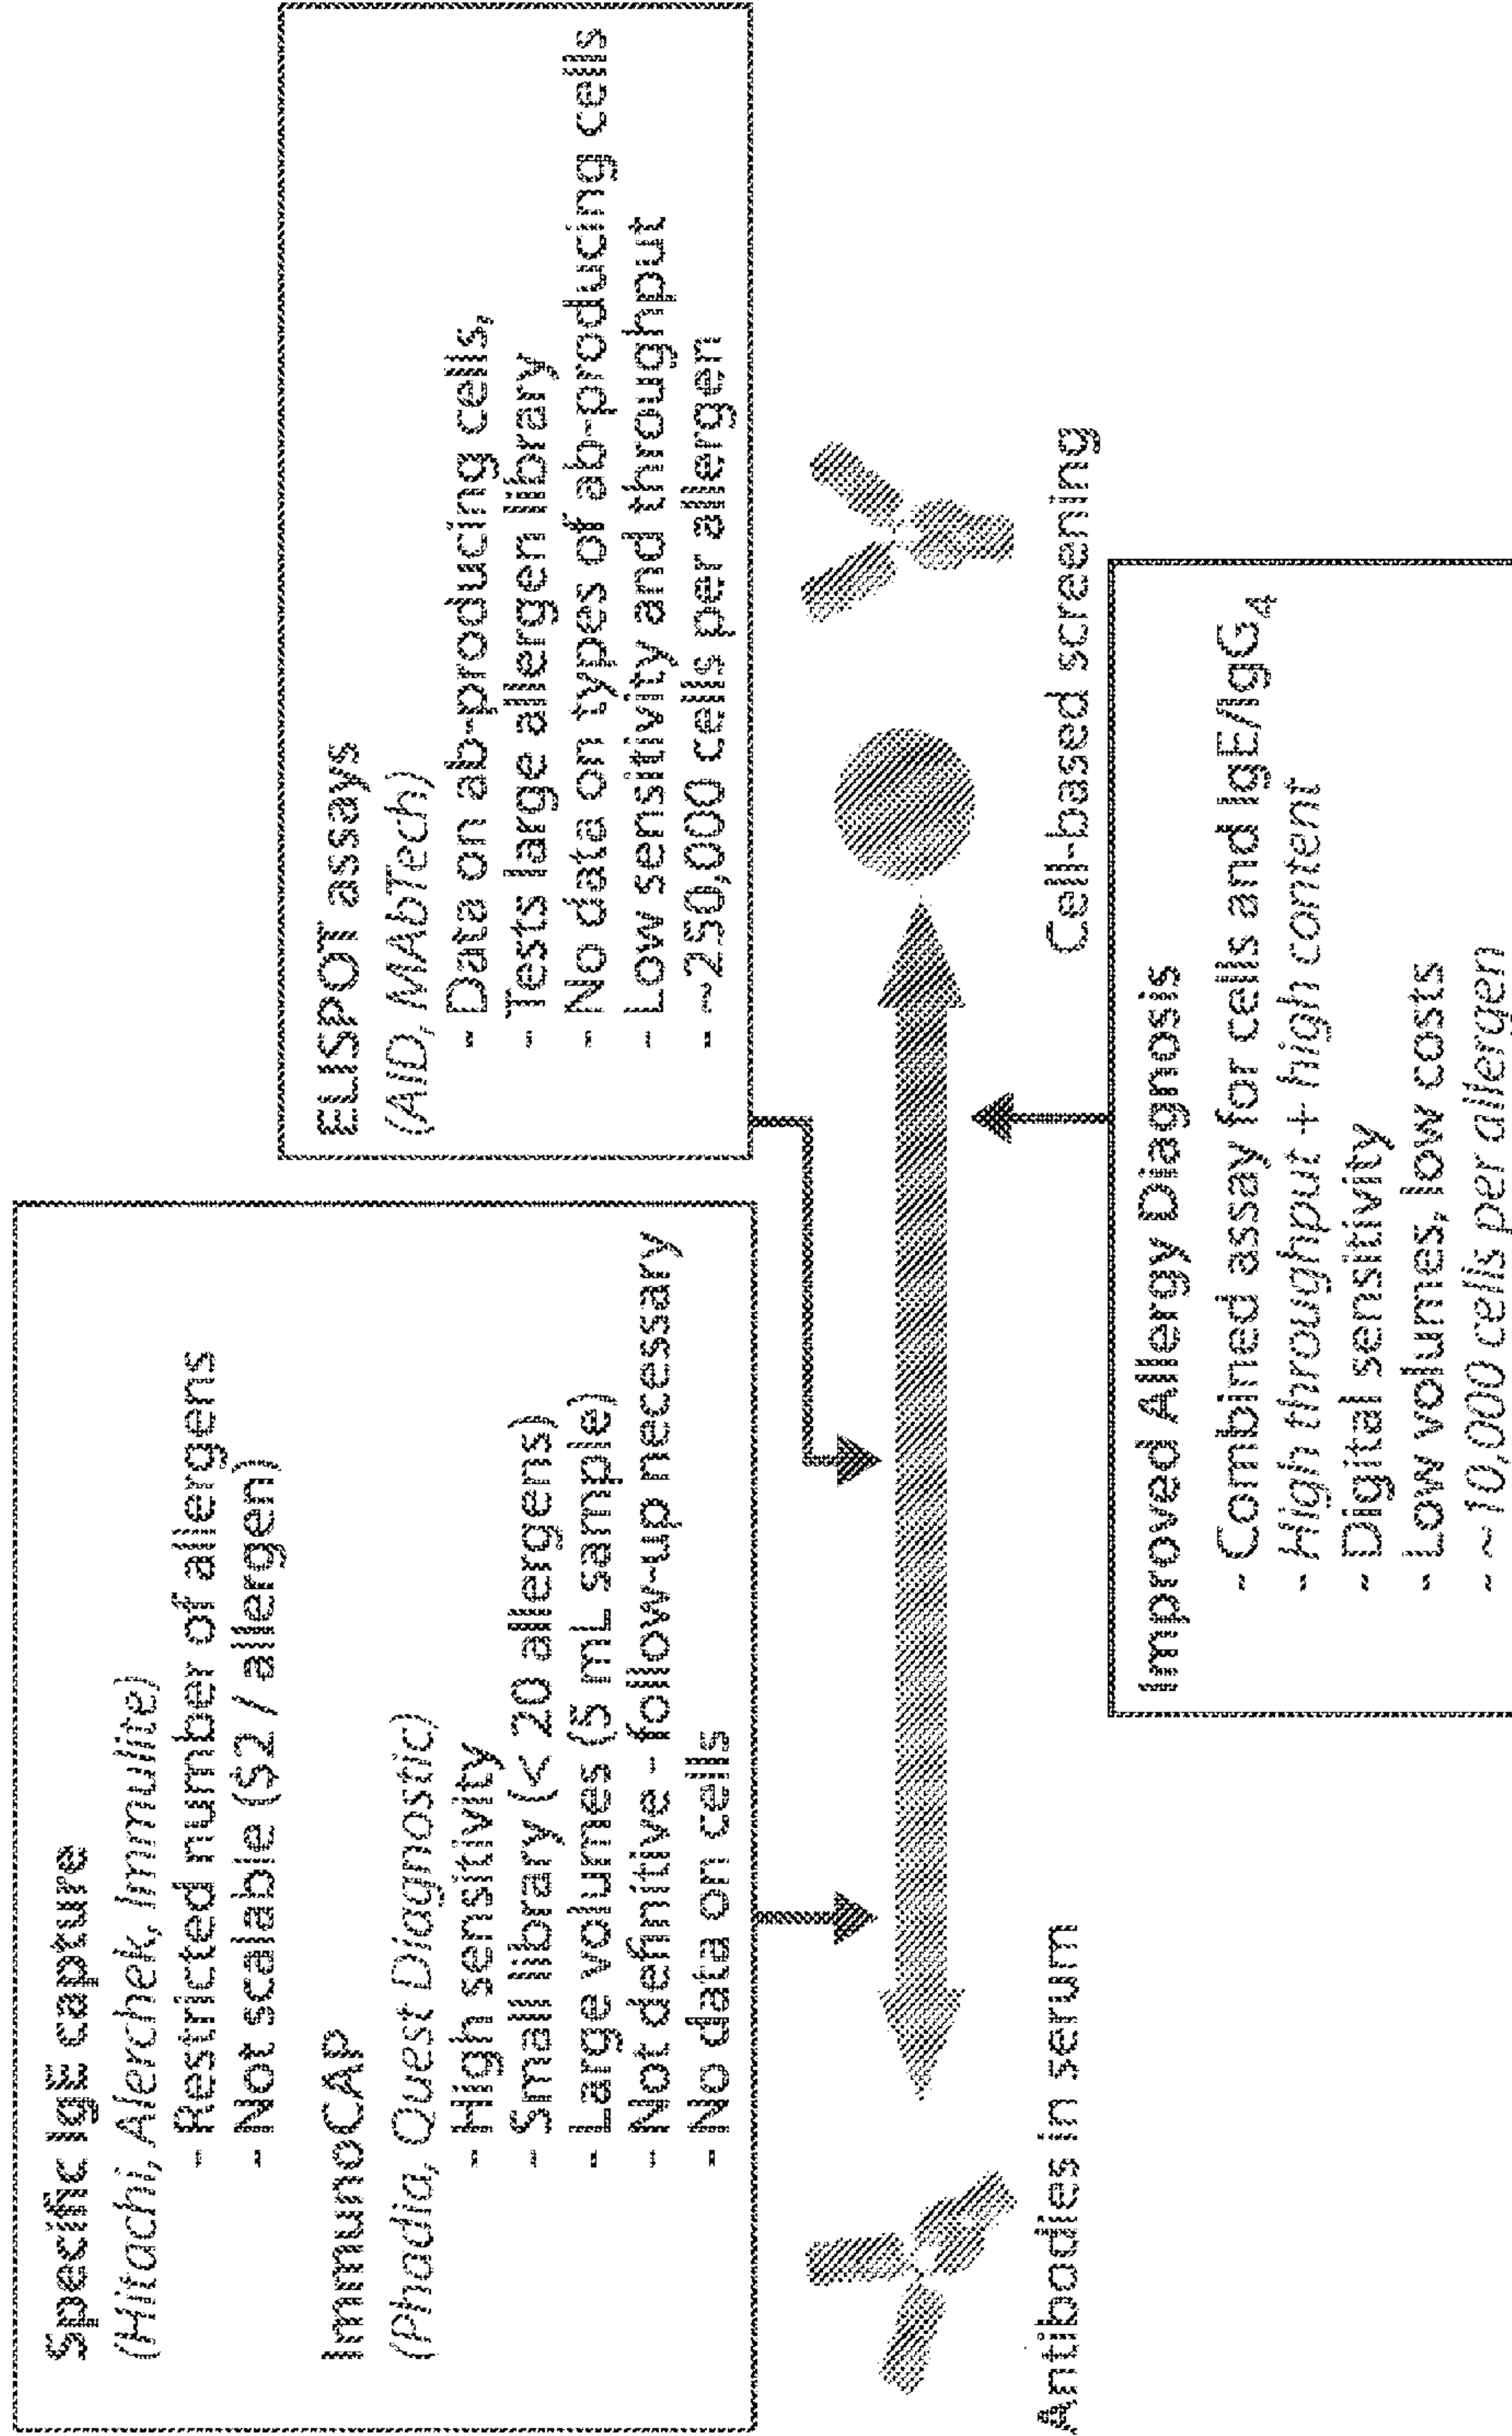 Specific IgE capture
(Hitachi, Alerchek, Immulite)
- Restricted number of allergens
- Not scalable ($2 / allergen)
ImmunoCAP
(Phadia, Quest Diagnostic)
- High sensitivity
- Small library (< 20 allergens)
- Large volumes (5 mL sample)
- Not definitive - follow-up necessary
- No data on cells
ELISPOT assays
(AID, MAbTech)
- Data on ab-producing cells,
- Tests large allergen library
- No data on types of ab-producing cells
- Low sensitivity and throughput
- ~250,000 cells per allergen
Antibodies in serum
Cell-based screening
Improved Allergy Diagnosis
- Combined assay for cells and IgE/IgG4
- High throughput + high content
- Digital sensitivity
- Low volumes, low costs
- ~10,000 cells per allergen